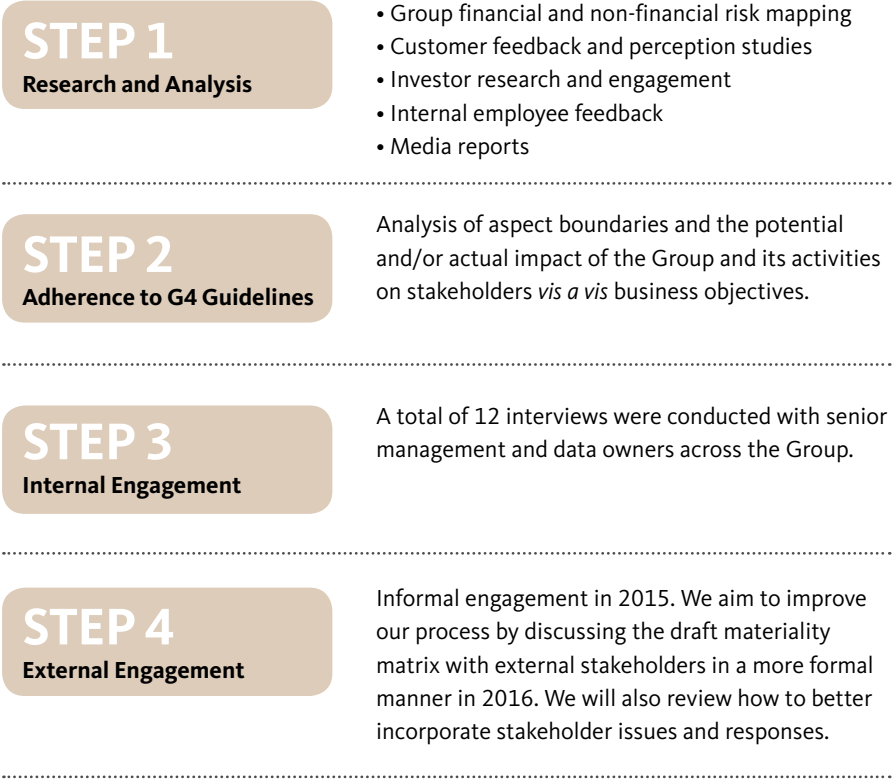 STEP 1
Research and Analysis
• Group financial and non-financial risk mapping
• Customer feedback and perception studies
• Investor research and engagement
• Internal employee feedback
• Media reports
STEP 2
Adherence to G4 Guidelines
Analysis of aspect boundaries and the potential
and/or actual impact of the Group and its activities
on stakeholders vis a vis business objectives.
STEP 3
Internal Engagement
A total of 12 interviews were conducted with senior
management and data owners across the Group.
STEP 4
External Engagement
Informal engagement in 2015. We aim to improve
our process by discussing the draft materiality
matrix with external stakeholders in a more formal
manner in 2016. We will also review how to better
incorporate stakeholder issues and responses.